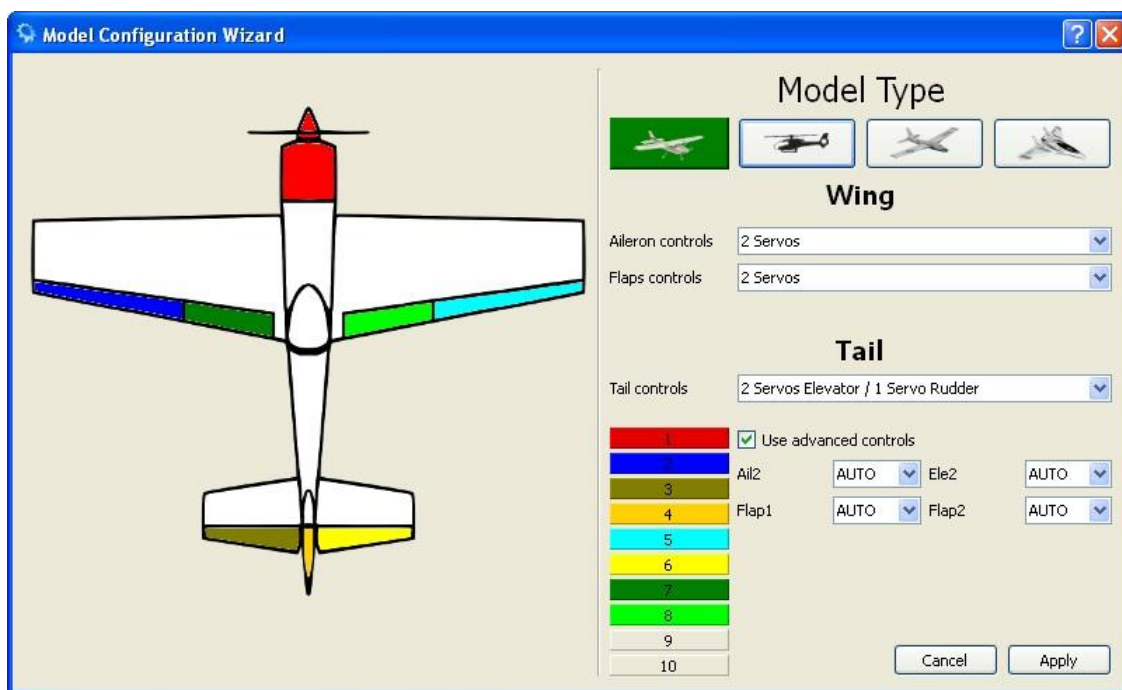 Model Configuration Wizard
Model Type
Wing
Aileron controls 2 Servos
Flaps controls 2 Servos
Tail
Tail controls 2 Servos Elevator / 1 Servo Rudder
1 Use advanced controls
2
Ail2 AUTO Ele2 AUTO
3
4 Flap1 AUTO Flap2 AUTO
5
6
7
8
9
10
Cancel Apply